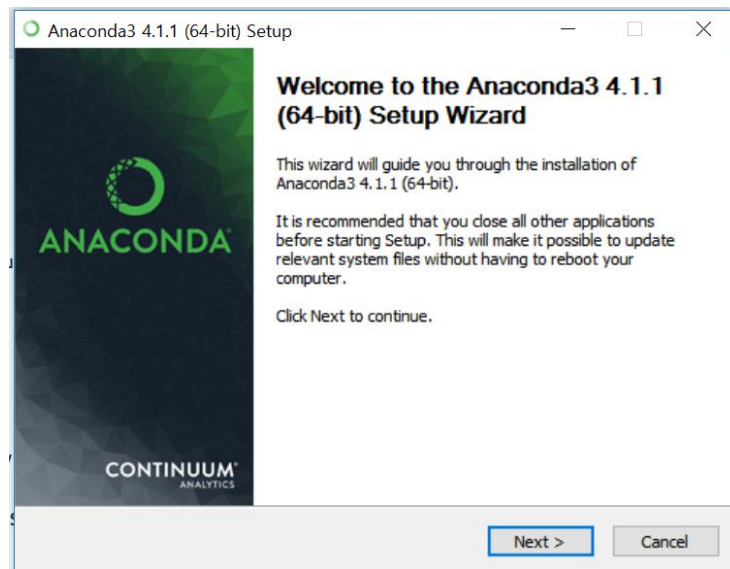 Anaconda3 4.1.1 (64-bit) Setup
Welcome to the Anaconda3 4.1.1
(64-bit) Setup Wizard
This wizard will guide you through the installation of
Anaconda3 4.1.1 (64-bit).
It is recommended that you close all other applications
before starting Setup. This will make it possible to update
relevant system files without having to reboot your
computer.
Click Next to continue.
ANACONDA
CONTINUUM
ANALYTICS
Next >
Cancel